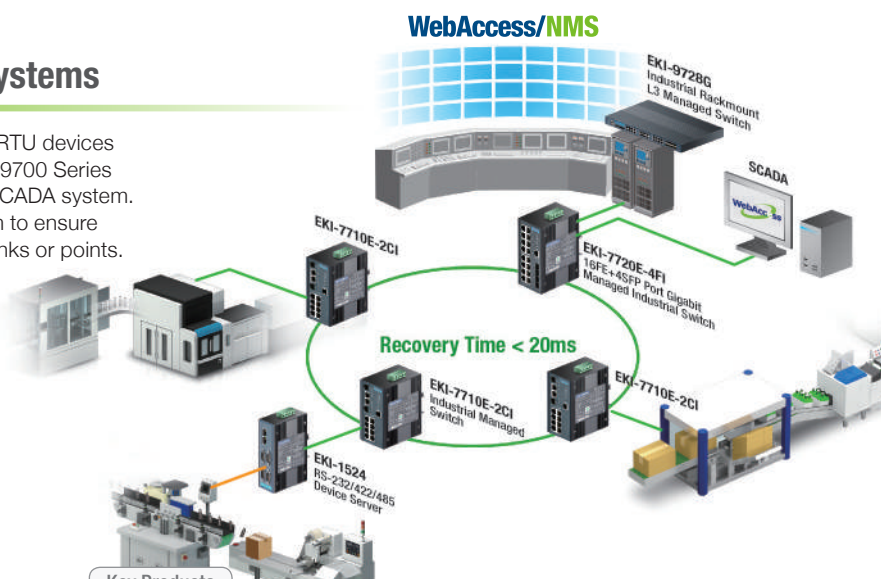 WebAccess/NMS
ystems
EKI-9728G
Industrial Rackmount
L3 Managed Switch
RTU devices
9700 Series
CADA system.
n to ensure
nks or points.
SCADA
WebAcc
EKI-7710E-2CI
EKI-7720E-4FI
16FE+4SFP Port Gigabit
Managed Industrial Switch
Recovery Time < 20ms
EKI-7710E-2CI
Industrial Managed
Switch
EKI-7710E-2CI
EKI-1524
RS-232/422/485
Device Server
Key Products